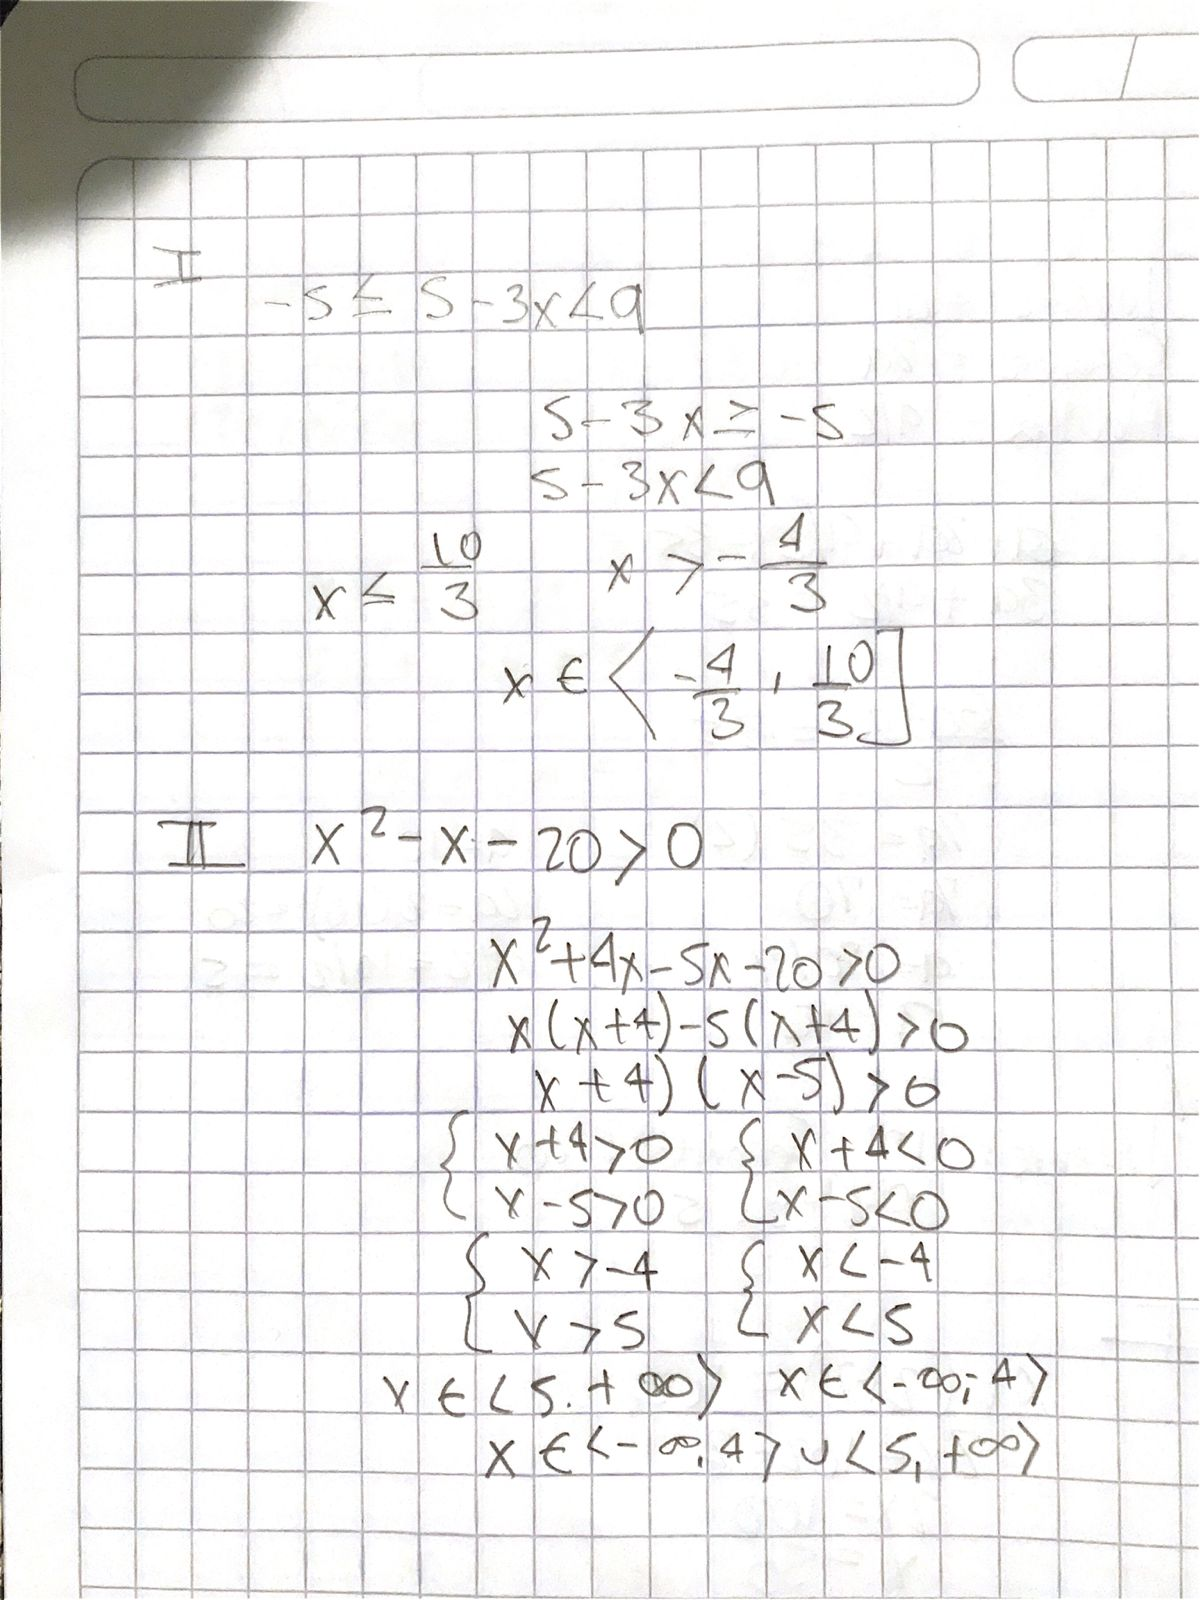 I
-5 ≤ 5-3x<9
5-3x ≥ -5
5-3x<9
x ≤ 10/3 x > -4/3
x ∈ ⟨-4/3, 10/3]
II x²-x-20>0
x²+4x-5x-20>0
x(x+4)-5(x+4)>0
x+4)(x-5)>0
{x+4>0 {x+4<0
x-5>0 x-5<0
{x>-4 {x<-4
x>5 x<5
x∈<5. +∞⟩ x∈<-∞;-4⟩
x∈<-∞,4>∪<5,+∞⟩